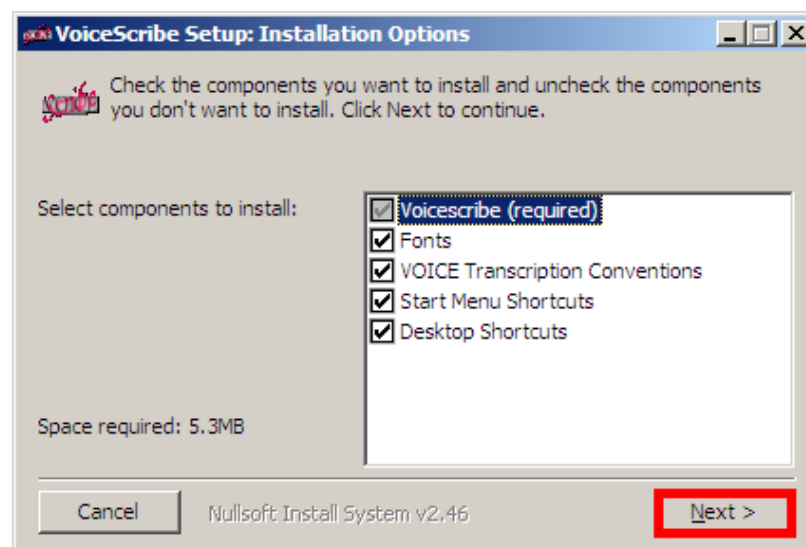 VoiceScribe Setup: Installation Options
Check the components you want to install and uncheck the components
you don't want to install. Click Next to continue.
Select components to install:
Voicescribe (required)
Fonts
VOICE Transcription Conventions
Start Menu Shortcuts
Desktop Shortcuts
Space required: 5.3MB
Cancel
Nullsoft Install System v2.46
Next >